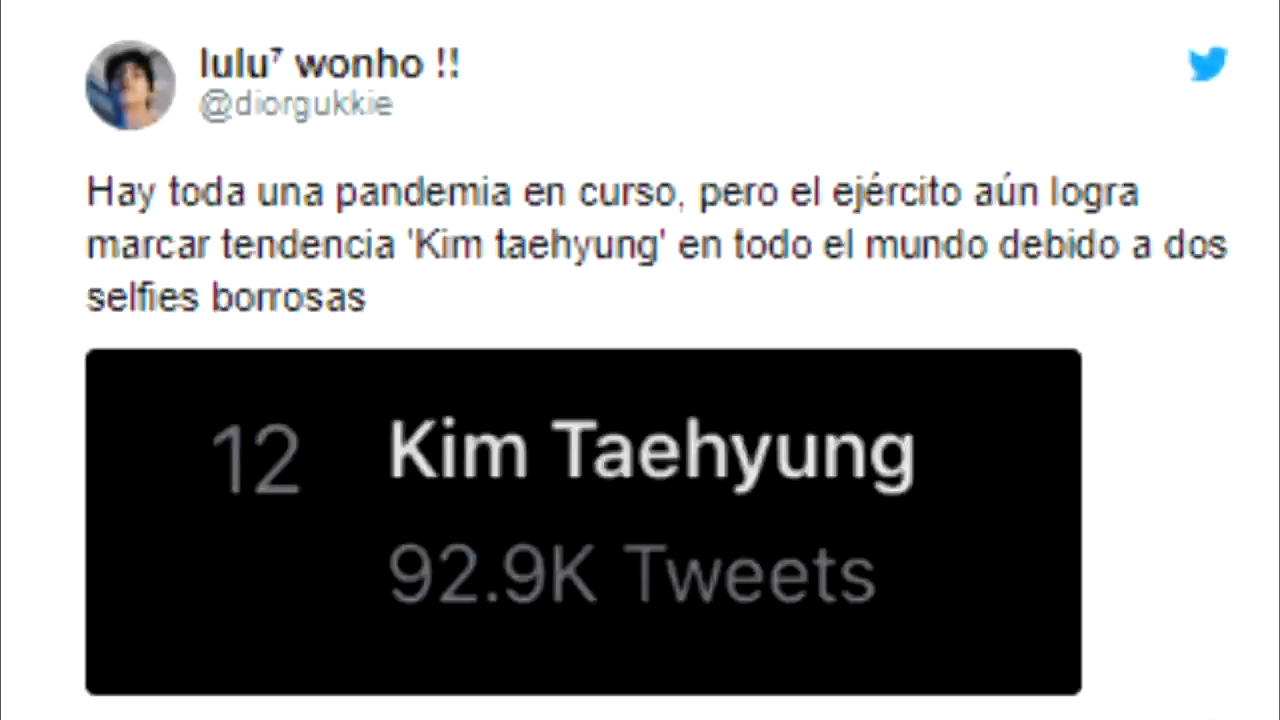 lulu⁷ wonho !!
@diorgukkie
Hay toda una pandemia en curso, pero el ejército aún logra
marcar tendencia 'Kim taehyung' en todo el mundo debido a dos
selfies borrosas
12 Kim Taehyung
92.9K Tweets